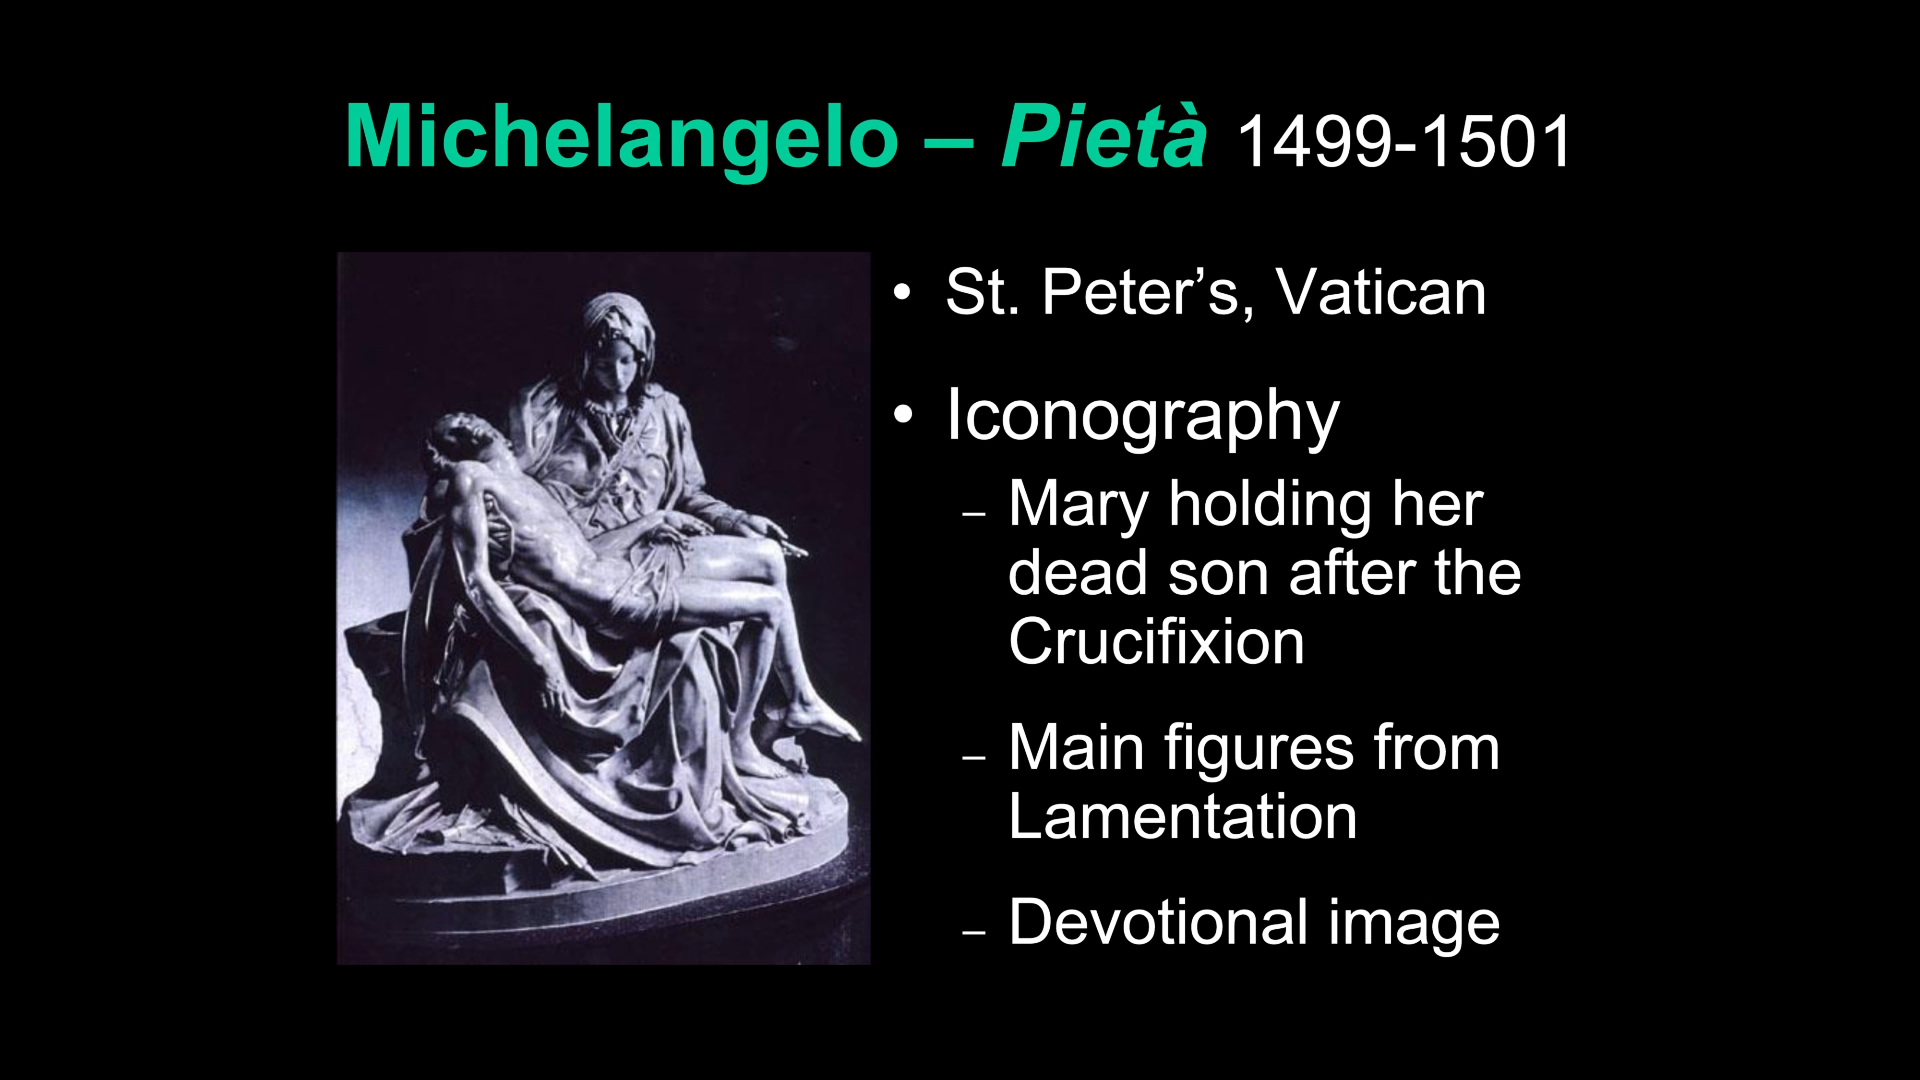 Michelangelo – Pietà 1499-1501
• St. Peter’s, Vatican
• Iconography
– Mary holding her
dead son after the
Crucifixion
– Main figures from
Lamentation
– Devotional image